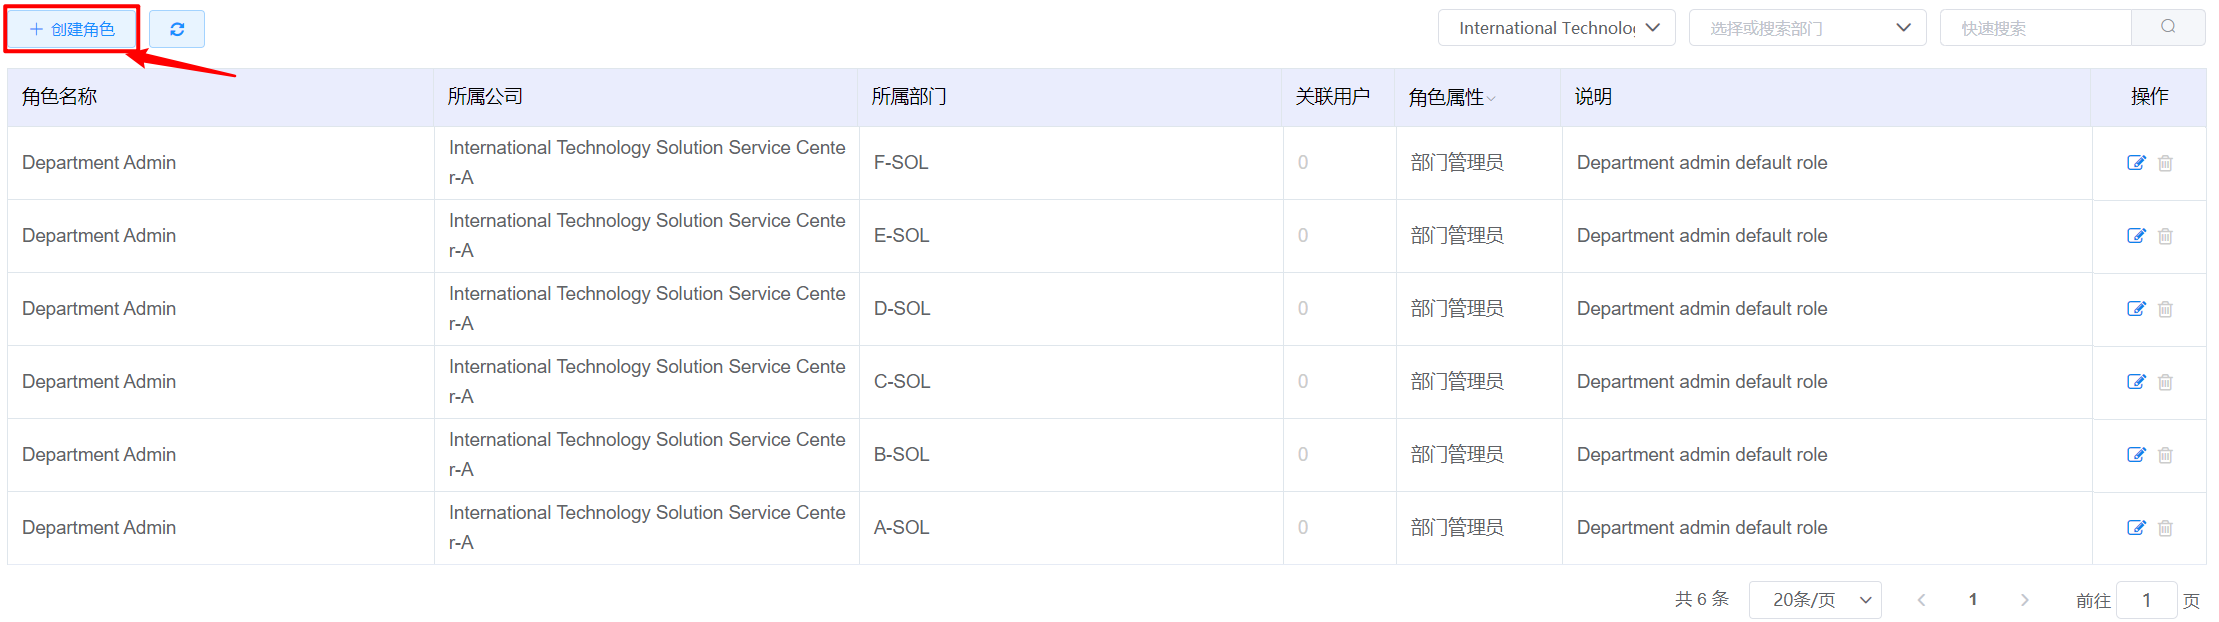 创建角色
International Technolo
选择或搜索部门
快速搜索
角色名称 所属公司 所属部门 关联用户 角色属性 说明 操作
Department Admin International Technology Solution Service Cente
r-A F-SOL 0 部门管理员 Department admin default role
Department Admin International Technology Solution Service Cente
r-A E-SOL 0 部门管理员 Department admin default role
Department Admin International Technology Solution Service Cente
r-A D-SOL 0 部门管理员 Department admin default role
Department Admin International Technology Solution Service Cente
r-A C-SOL 0 部门管理员 Department admin default role
Department Admin International Technology Solution Service Cente
r-A B-SOL 0 部门管理员 Department admin default role
Department Admin International Technology Solution Service Cente
r-A A-SOL 0 部门管理员 Department admin default role
共 6 条 20条/页 1 前往 1 页